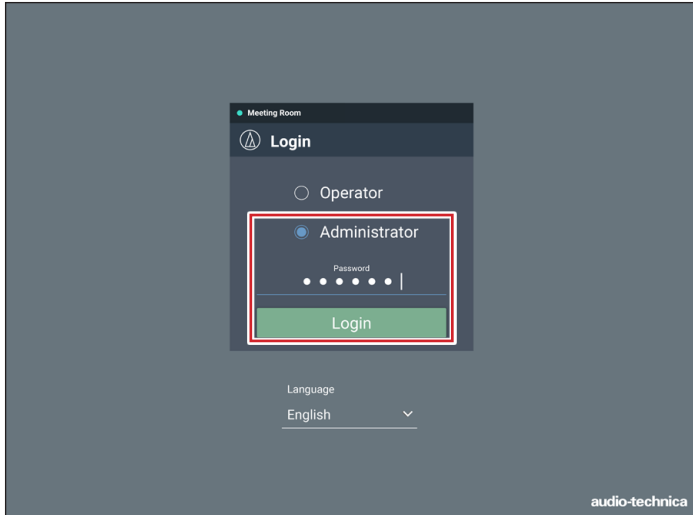 Meeting Room
Login
Operator
Administrator
Password
Login
Language
English
audio-technica